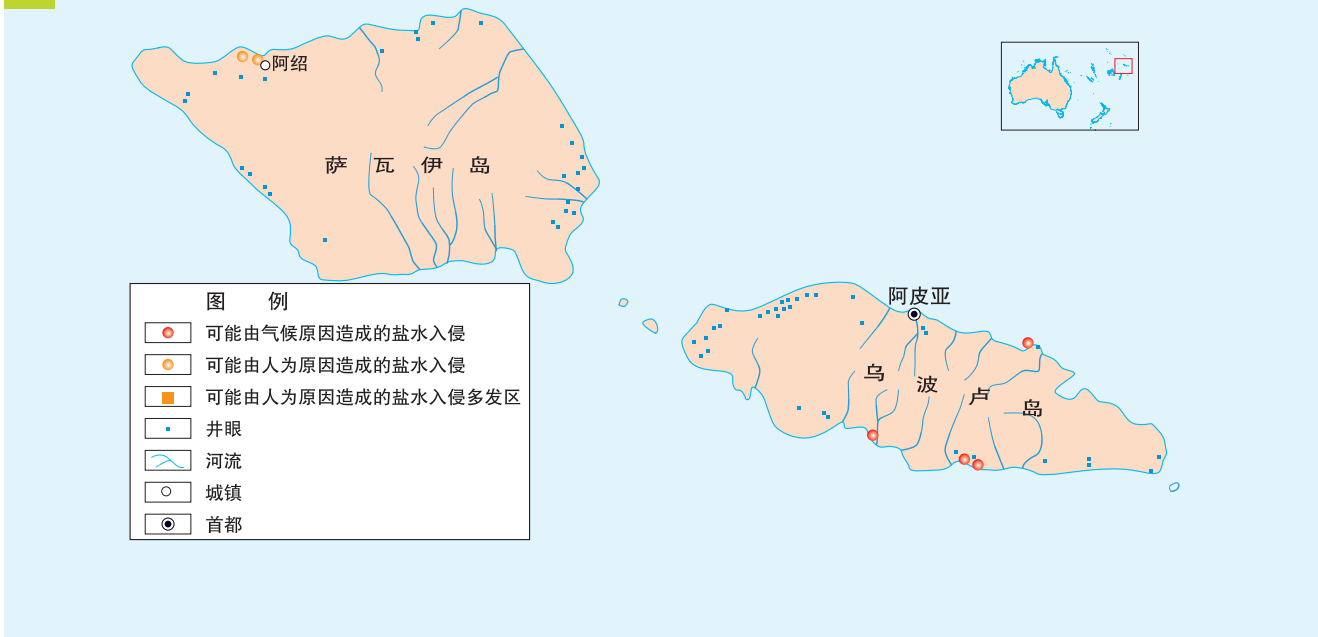 阿绍
萨瓦伊岛
阿皮亚
乌波卢岛
图例
可能由气候原因造成的盐水入侵
可能由人为原因造成的盐水入侵
可能由人为原因造成的盐水入侵多发区
井眼
河流
城镇
首都